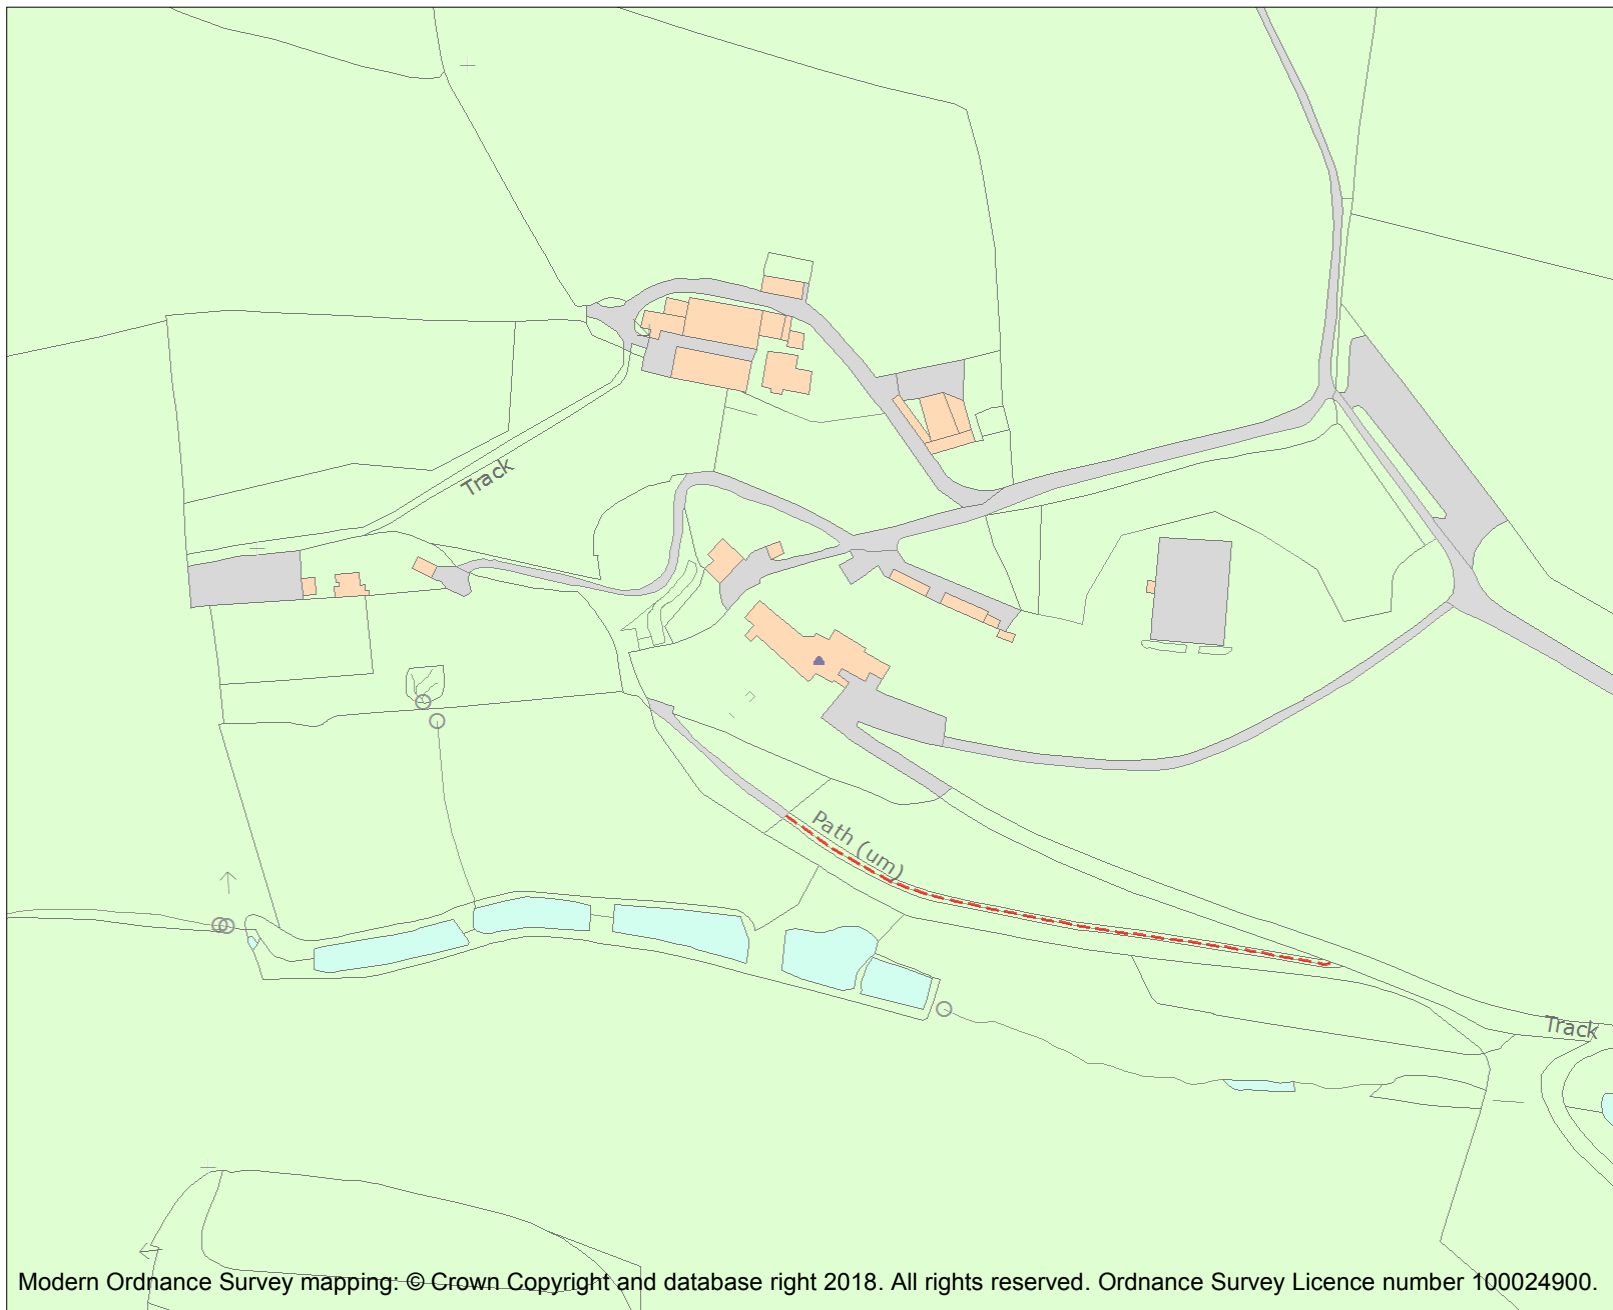 Track
Path (um)
Track
Modern Ordnance Survey mapping: © Crown Copyright and database right 2018. All rights reserved. Ordnance Survey Licence number 100024900.